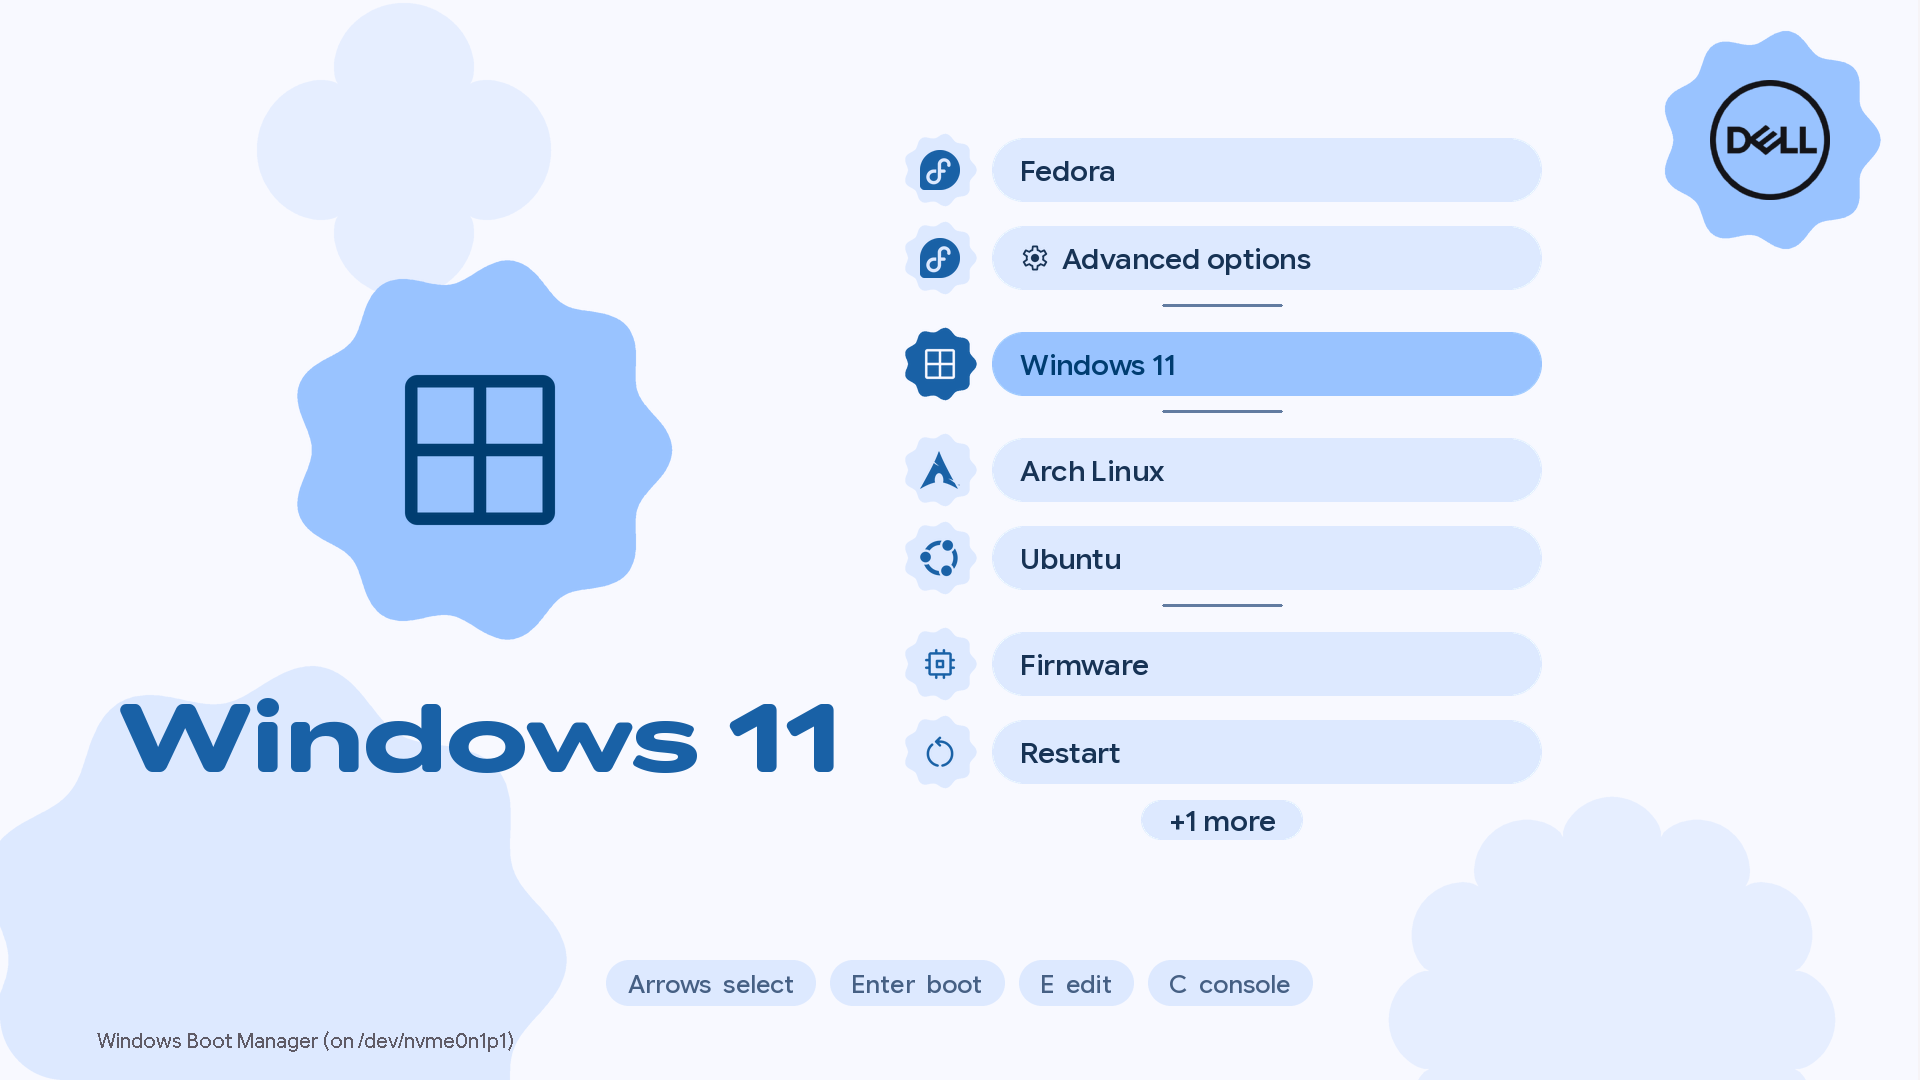 DELL
Fedora
Advanced options
Windows 11
Arch Linux
Ubuntu
Firmware
Restart
+1 more
Windows 11
Arrows select
Enter boot
E edit
C console
Windows Boot Manager (on /dev/nvme0n1p1)